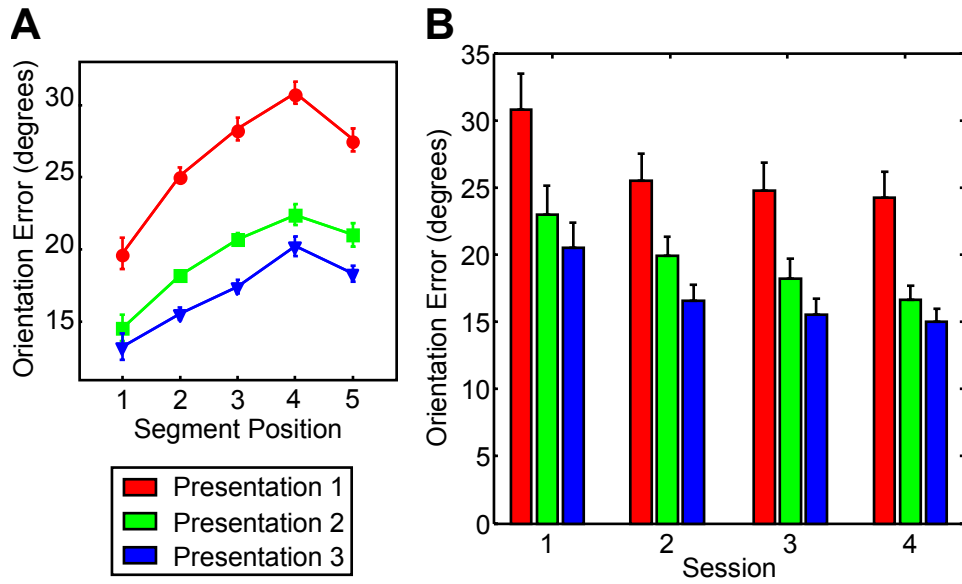 A
Orientation Error (degrees)
30
25
20
15
1 2 3 4 5
Segment Position
Presentation 1
Presentation 2
Presentation 3
B
Orientation Error (degrees)
35
30
25
20
15
10
5
0
1 2 3 4
Session